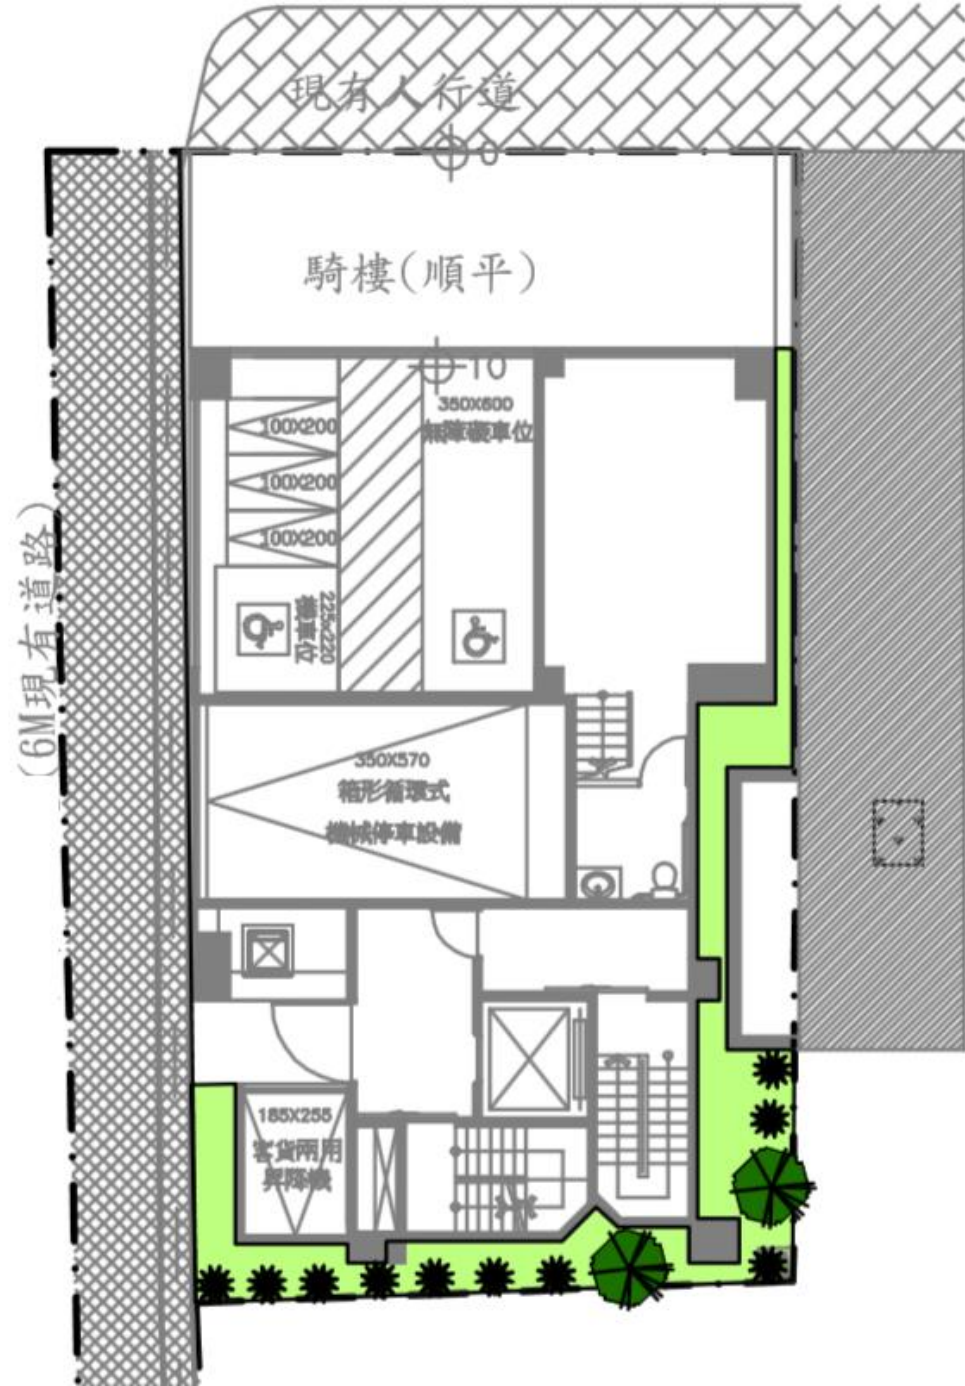 現有人行道
0
騎樓(順平)
10
350X600
無障礙車位
100X200
100X200
100X200
225x220
機車位
(6M現有道路)
350X570
箱形循環式
機械停車設備
185X255
客貨兩用
昇降機